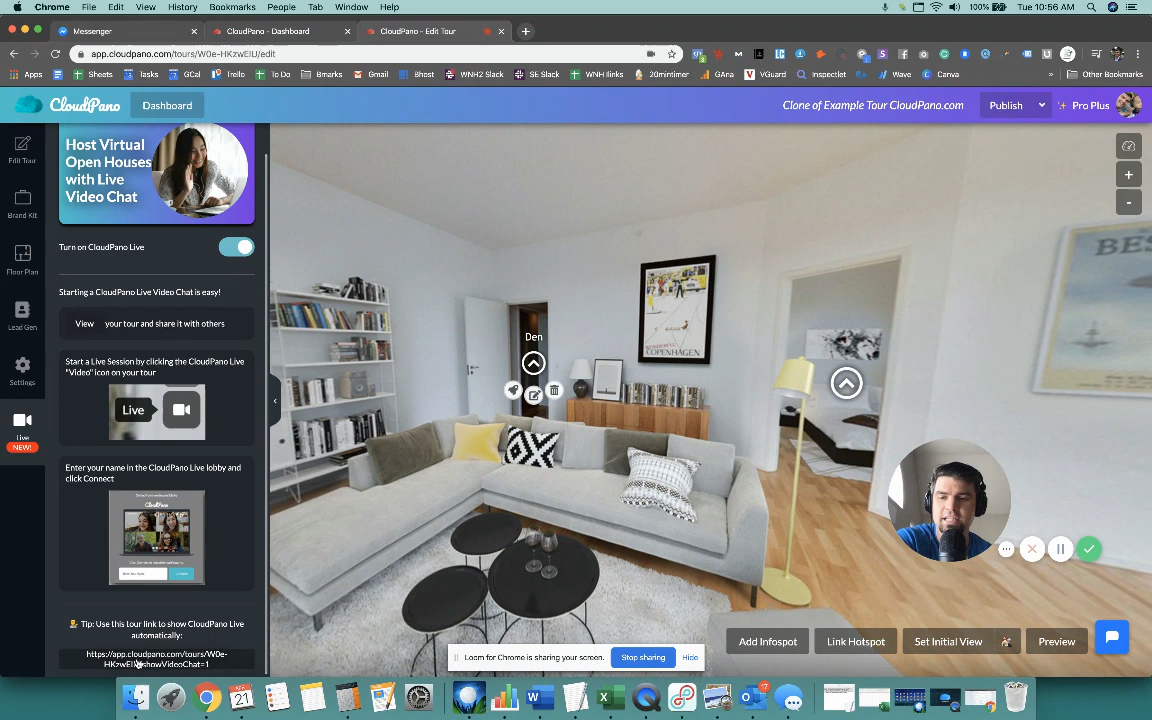 Chrome File Edit View History Bookmarks People Tab Window Help 100% Tue 10:56 AM
Messenger CloudPano - Dashboard CloudPano - Edit Tour
app.cloudpano.com/tours/W0e-HKzwEIU/edit
Apps Sheets Tasks GCal Trello To Do Bmarks Gmail Bhost WNH2 Slack SE Slack WNH llinks 20mintimer GAna VGuard Inspectlet Wave Canva » Other Bookmarks
CloudPano Dashboard Clone of Example Tour CloudPano.com Publish Pro Plus
Edit Tour
Brand Kit
Floor Plan
Lead Gen
Settings
Live
NEW!
Host Virtual
Open Houses
with Live
Video Chat
Turn on CloudPano Live
Starting a CloudPano Live Video Chat is easy!
View your tour and share it with others
Start a Live Session by clicking the CloudPano Live
"Video" icon on your tour
Live
Enter your name in the CloudPano Live lobby and
click Connect
CloudPano
Tip: Use this tour link to show CloudPano Live
automatically:
https://app.cloudpano.com/tours/W0e-
showVideoChat=1
Den
WONDERFUL
COPENHAGEN
BES
+
-
Add Infospot Link Hotspot Set Initial View Preview
Loom for Chrome is sharing your screen. Stop sharing Hide
APR
21
17